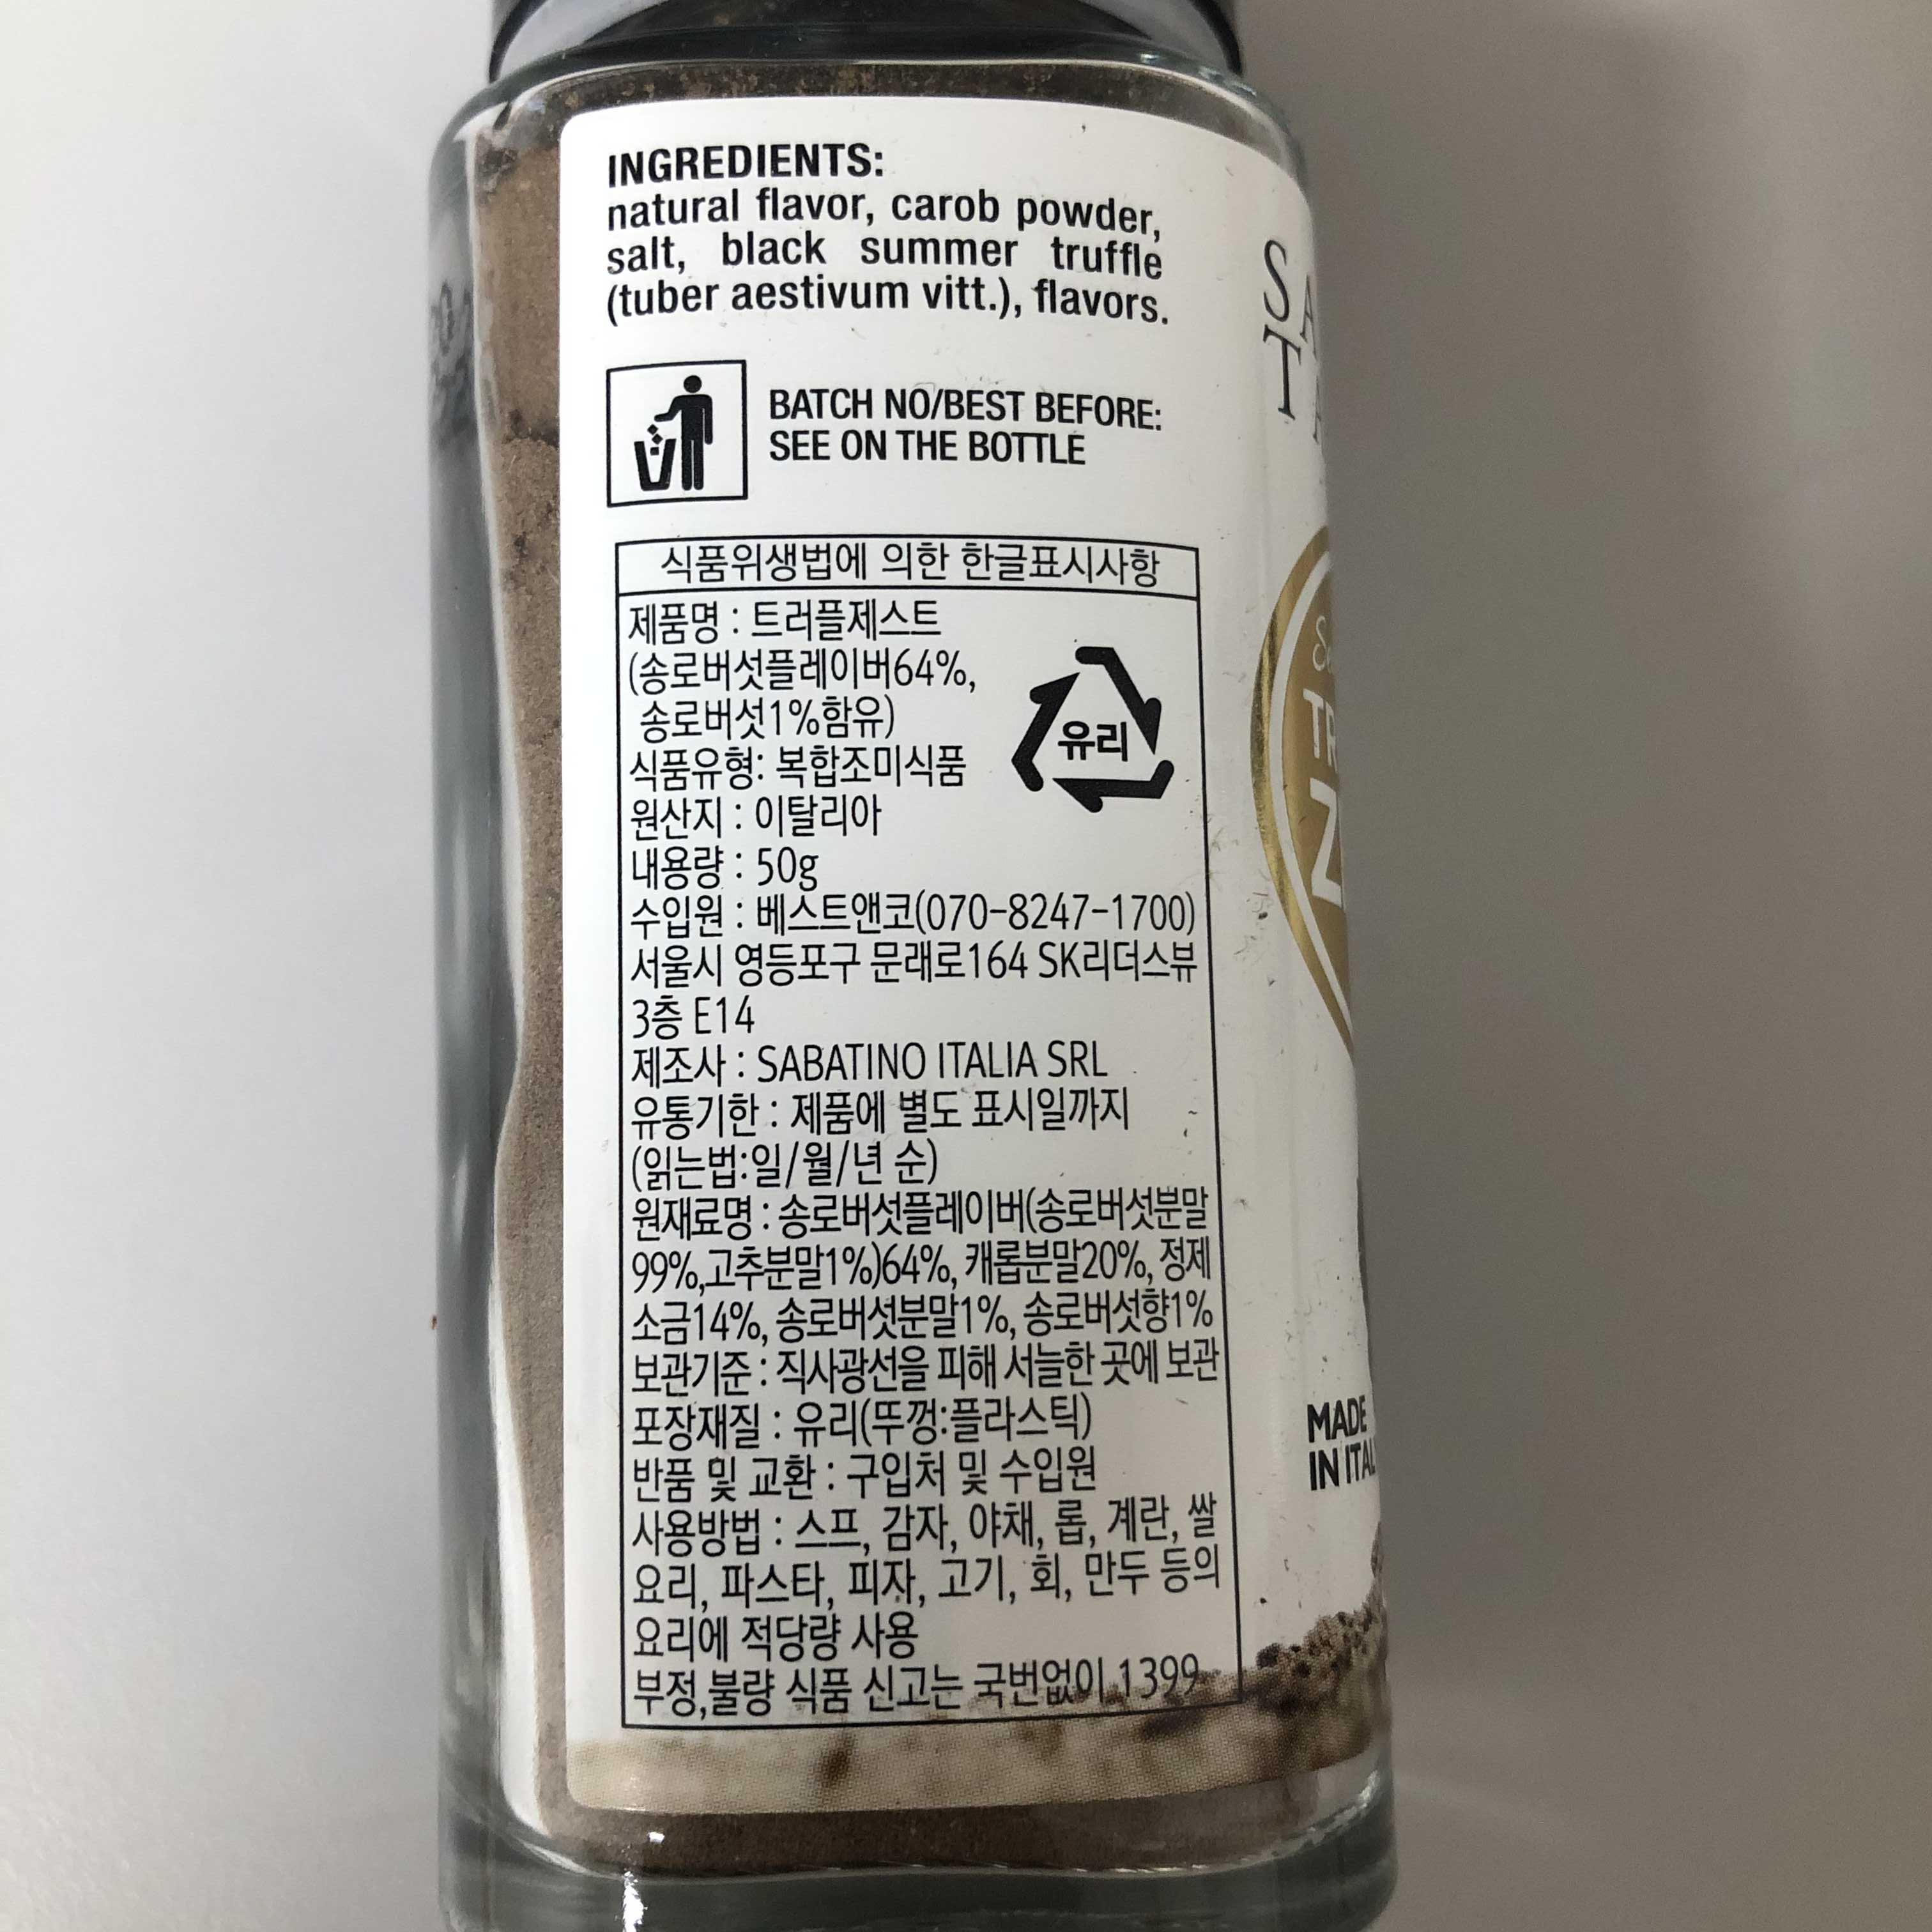 INGREDIENTS:
natural flavor, carob powder,
salt, black summer truffle
(tuber aestivum vitt.), flavors.
BATCH NO/BEST BEFORE:
SEE ON THE BOTTLE
식품위생법에 의한 한글표시사항
제품명 : 트러플제스트
(송로버섯플레이버64%,
송로버섯1%함유)
유리
식품유형: 복합조미식품
원산지 : 이탈리아
내용량 : 50g
수입원 : 베스트앤코(070-8247-1700)
서울시 영등포구 문래로164 SK리더스뷰
3층 E14
제조사 : SABATINO ITALIA SRL
유통기한 : 제품에 별도 표시일까지
(읽는법:일/월/년 순)
원재료명 : 송로버섯플레이버(송로버섯분말
99%,고추분말1%)64%, 캐롭분말20%, 정제
소금14%, 송로버섯분말1%, 송로버섯향1%
보관기준 : 직사광선을 피해 서늘한 곳에 보관
포장재질 : 유리(뚜껑:플라스틱)
반품 및 교환 : 구입처 및 수입원
사용방법 : 스프, 감자, 야채, 롭, 계란, 쌀
요리, 파스타, 피자, 고기, 회, 만두 등의
요리에 적당량 사용
부정,불량 식품 신고는 국번없이 1399
MADE
IN